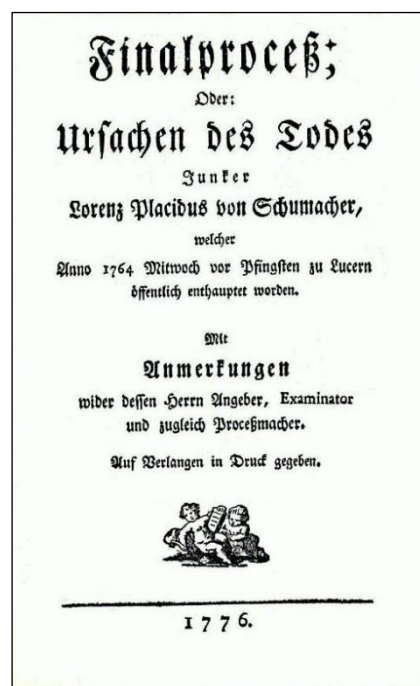 Finalproceß;
Oder:
Ursachen des Todes
Junker
Lorenz Placidus von Schumacher,
welcher
Anno 1764 Mitwoch vor Pfingsten zu Lucern
öffentlich enthauptet worden.
Mit
Anmerkungen
wider dessen Herrn Angeber, Examinator
und zugleich Proceßmacher.
Auf Verlangen in Druck gegeben.
1776.